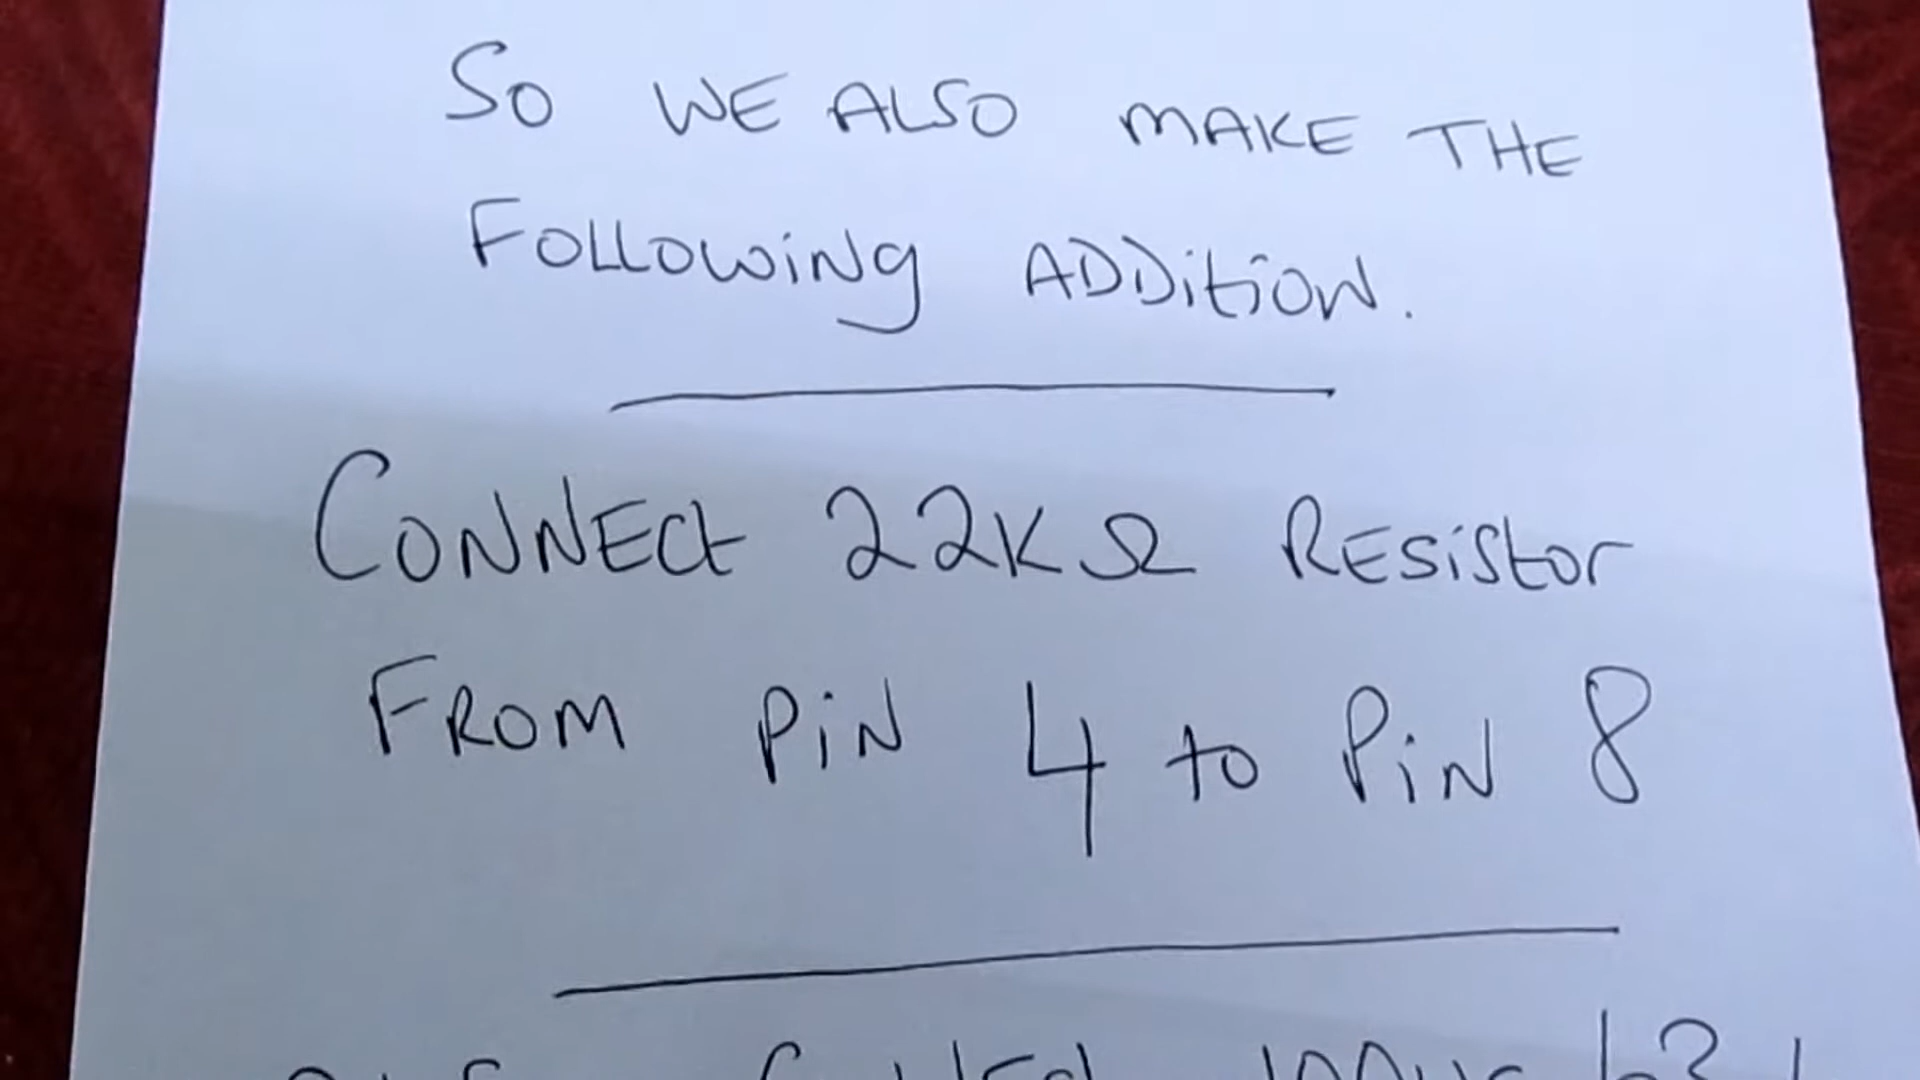 So WE ALSO MAKE THE
FOLLOWiNg ADDitiON.
CONNECt 22KΩ RESiStor
FROM PiN 4 to PiN 8